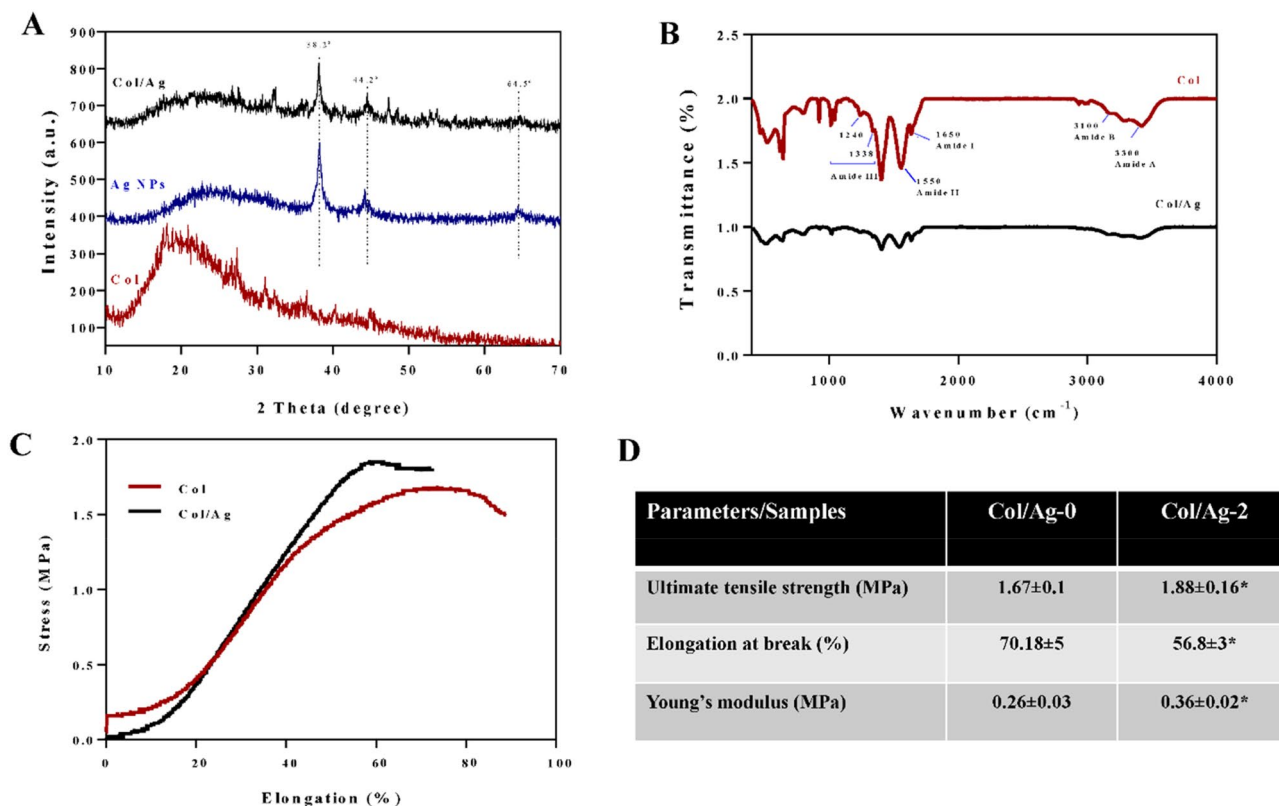 A
900
800
700
600
500
400
300
200
100
Intensity (a.u.)
38.3°
44.2°
64.5°
Col/Ag
Ag NPs
Col
10 20 30 40 50 60 70
2 Theta (degree)
B
2.5
2.0
1.5
1.0
0.5
0.0
Transmittance (%)
Col
1240
1338
Amide III
1650
Amide I
1550
Amide II
3100
Amide B
3300
Amide A
Col/Ag
1000 2000 3000 4000
Wavenumber (cm-1)
C
2.0
1.5
1.0
0.5
0.0
Stress (MPa)
Col
Col/Ag
0 20 40 60 80 100
Elongation (%)
D
Parameters/Samples Col/Ag-0 Col/Ag-2
Ultimate tensile strength (MPa) 1.67±0.1 1.88±0.16*
Elongation at break (%) 70.18±5 56.8±3*
Young's modulus (MPa) 0.26±0.03 0.36±0.02*